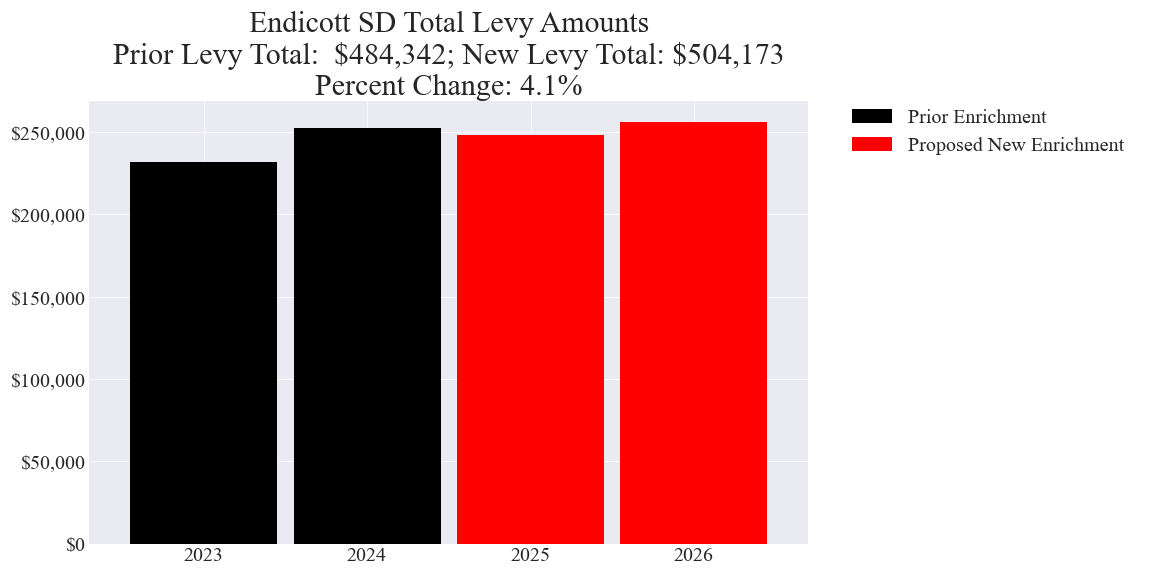 Endicott SD Total Levy Amounts
Prior Levy Total:  $484,342; New Levy Total: $504,173
Percent Change: 4.1%
Prior Enrichment
Proposed New Enrichment
$250,000
$200,000
$150,000
$100,000
$50,000
$0
2023 2024 2025 2026